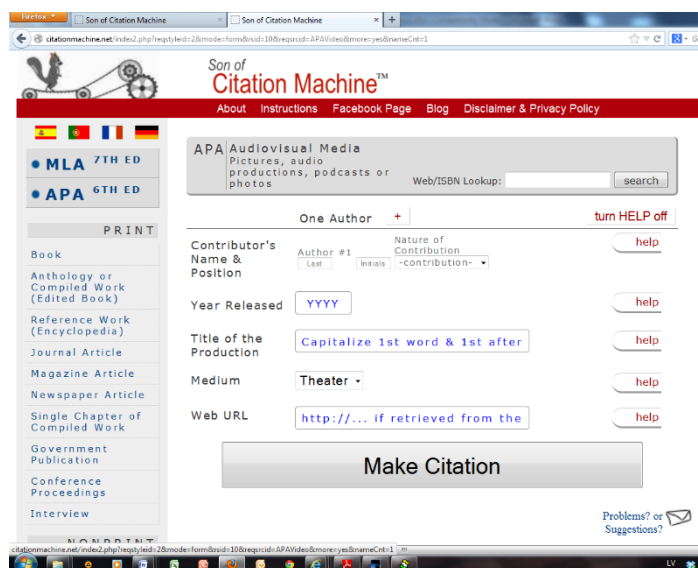 Firefox
Son of Citation Machine
Son of Citation Machine
citationmachine.net/index2.php?reqstyleid=2&mode=form&rsid=10&reqsrcid=APAVideo&more=yes&nameCnt=1
Son of
Citation Machine™
About Instructions Facebook Page Blog Disclaimer & Privacy Policy
MLA 7TH ED
APA 6TH ED
PRINT
Book
Anthology or
Compiled Work
(Edited Book)
Reference Work
(Encyclopedia)
Journal Article
Magazine Article
Newspaper Article
Single Chapter of
Compiled Work
Government
Publication
Conference
Proceedings
Interview
NONPRINT
APA Audiovisual Media
Pictures, audio
productions, podcasts or
photos
Web/ISBN Lookup: search
One Author + turn HELP off
Contributor's
Name &
Position
Author #1
Last Initials
Nature of
Contribution
-contribution-
help
Year Released YYYY help
Title of the
Production
Capitalize 1st word & 1st after
help
Medium Theater help
Web URL http://... if retrieved from the help
Make Citation
Problems? or
Suggestions?
citationmachine.net/index2.php?reqstyleid=2&mode=form&rsid=10&reqsrcid=APAVideo&more=yes&nameCnt=1
LV